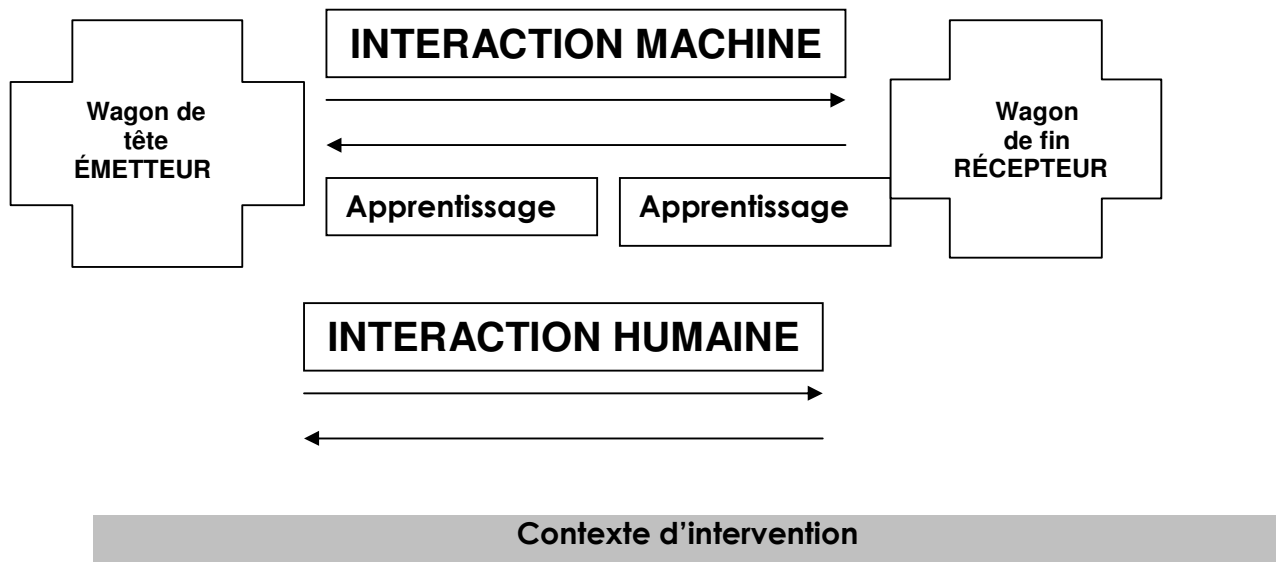 INTERACTION MACHINE
Wagon de
tête
ÉMETTEUR
Wagon
de fin
RÉCEPTEUR
Apprentissage
Apprentissage
INTERACTION HUMAINE
Contexte d’intervention